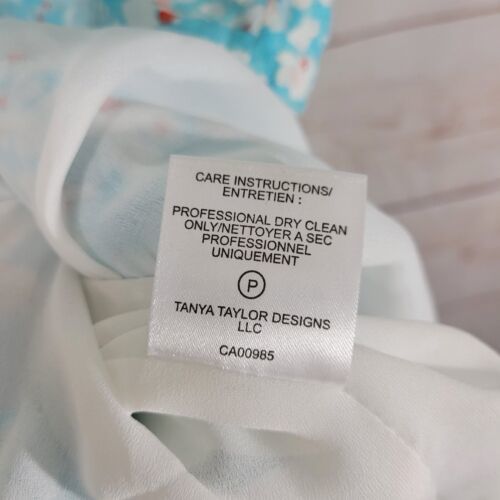 CARE INSTRUCTIONS/
ENTRETIEN :
PROFESSIONAL DRY CLEAN
ONLY/NETTOYER A SEC
PROFESSIONNEL
UNIQUEMENT
P
TANYA TAYLOR DESIGNS
LLC
CA00985